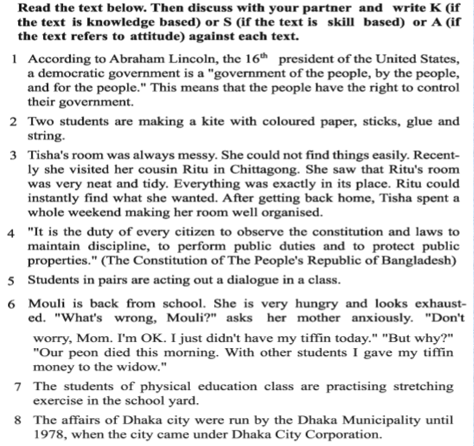 Read the text below. Then discuss with your partner and write K (if
the text is knowledge based) or S (if the text is skill based) or A (if
the text refers to attitude) against each text.
1 According to Abraham Lincoln, the 16th president of the United States,
a democratic government is a "government of the people, by the people,
and for the people." This means that the people have the right to control
their government.
2 Two students are making a kite with coloured paper, sticks, glue and
string.
3 Tisha's room was always messy. She could not find things easily. Recent-
ly she visited her cousin Ritu in Chittagong. She saw that Ritu's room
was very neat and tidy. Everything was exactly in its place. Ritu could
instantly find what she wanted. After getting back home, Tisha spent a
whole weekend making her room well organised.
4 "It is the duty of every citizen to observe the constitution and laws to
maintain discipline, to perform public duties and to protect public
properties." (The Constitution of The People's Republic of Bangladesh)
5 Students in pairs are acting out a dialogue in a class.
6 Mouli is back from school. She is very hungry and looks exhaust-
ed. "What's wrong, Mouli?" asks her mother anxiously. "Don't
worry, Mom. I'm OK. I just didn't have my tiffin today." "But why?"
"Our peon died this morning. With other students I gave my tiffin
money to the widow."
7 The students of physical education class are practising stretching
exercise in the school yard.
8 The affairs of Dhaka city were run by the Dhaka Municipality until
1978, when the city came under Dhaka City Corporation.